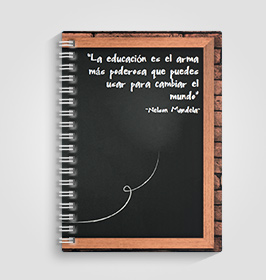 "La educación es el arma
más poderosa que puedes
usar para cambiar el
mundo"
-Nelson Mandela-